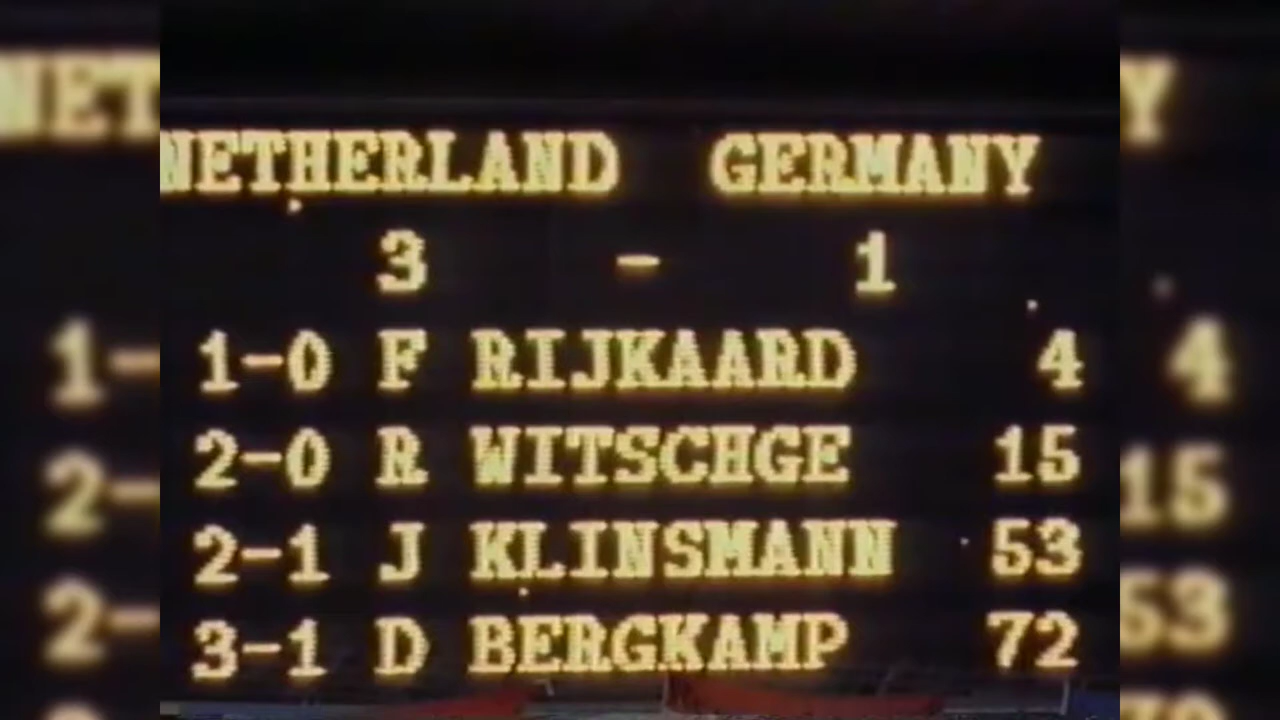 NETHERLAND GERMANY
3 - 1
1-0 F RIJKAARD 4
2-0 R WITSCHGE 15
2-1 J KLINSMANN 53
3-1 D BERGKAMP 72